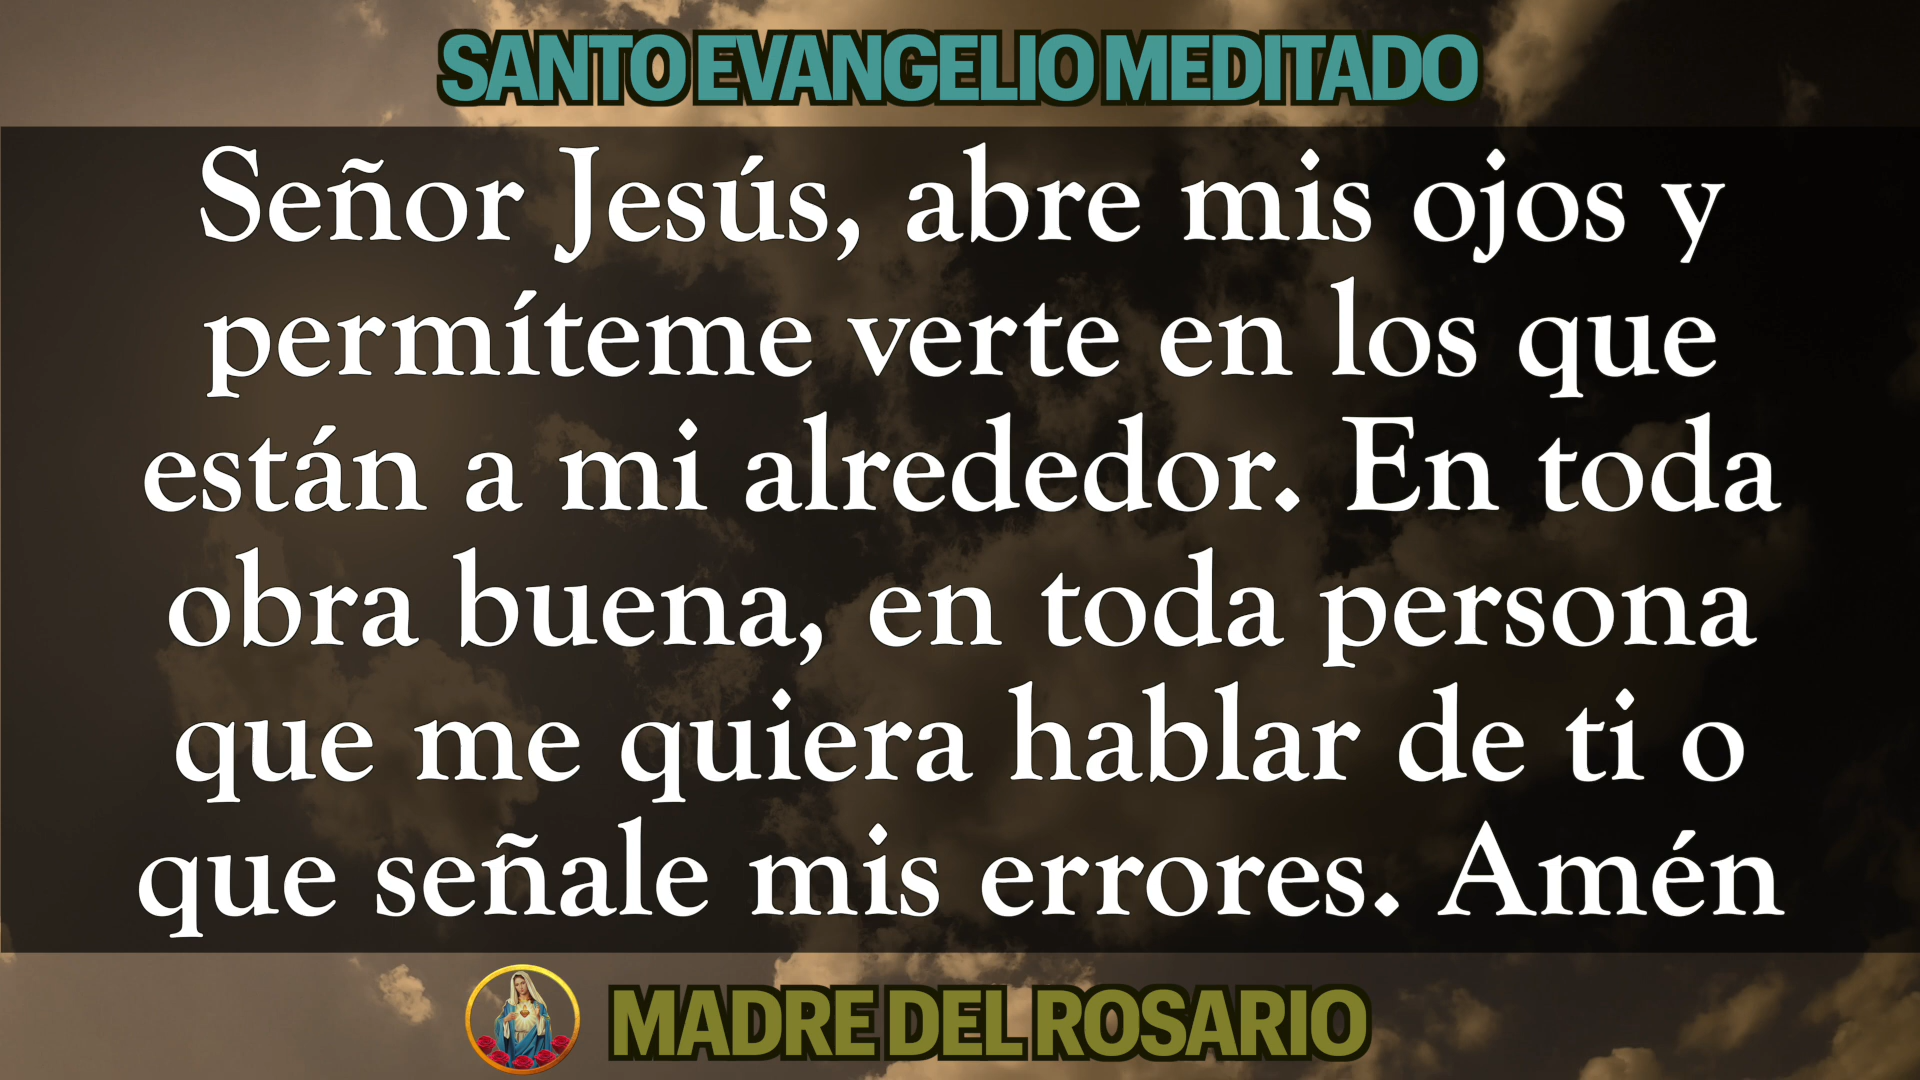 SANTO EVANGELIO MEDITADO
Señor Jesús, abre mis ojos y
permíteme verte en los que
están a mi alrededor. En toda
obra buena, en toda persona
que me quiera hablar de ti o
que señale mis errores. Amén
MADRE DEL ROSARIO